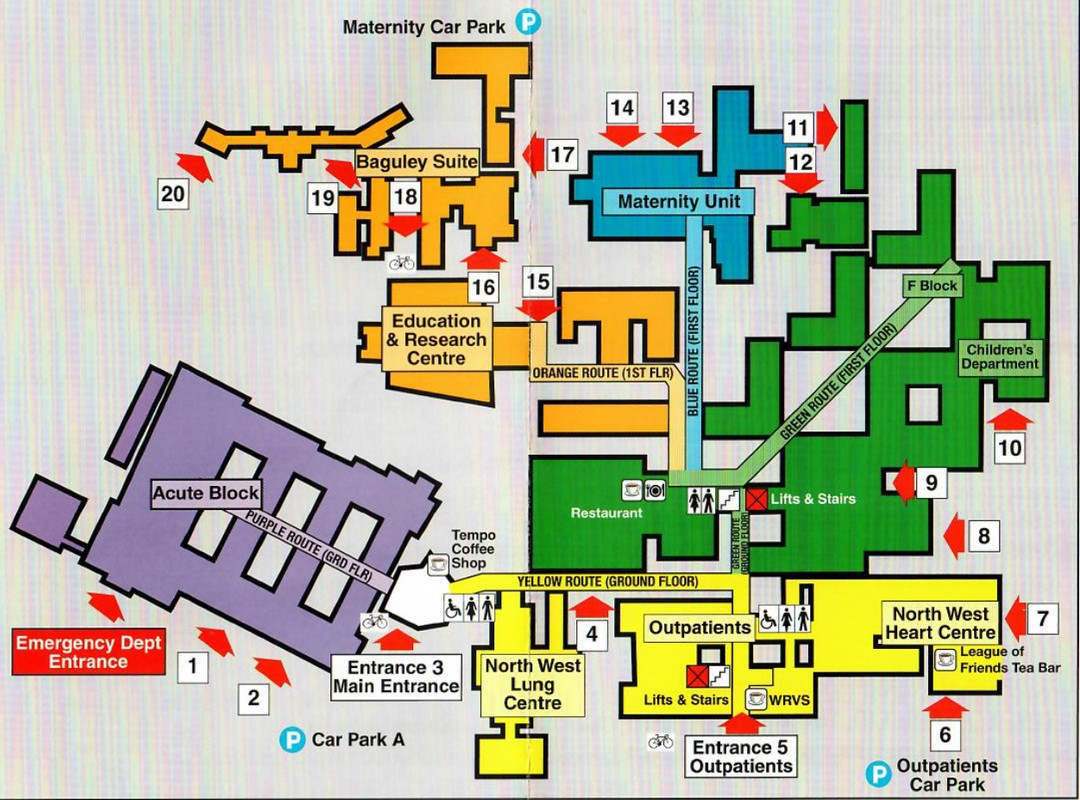 Maternity Car Park P
14
13
11
12
17
Baguley Suite
20
19
18
Maternity Unit
16
15
F Block
Education
& Research
Centre
Children's
Department
ORANGE ROUTE (1ST FLR)
BLUE ROUTE (FIRST FLOOR)
GREEN ROUTE (FIRST FLOOR)
10
9
Acute Block
Lifts & Stairs
Restaurant
8
PURPLE ROUTE (GRD FLR)
GREEN ROUTE
(GROUND FLOOR)
Tempo
Coffee
Shop
YELLOW ROUTE (GROUND FLOOR)
Emergency Dept
Entrance
1
2
Entrance 3
Main Entrance
4
Outpatients
North West
Heart Centre
7
League of
Friends Tea Bar
North West
Lung
Centre
Lifts & Stairs
WRVS
6
P Car Park A
Entrance 5
Outpatients
P Outpatients
Car Park